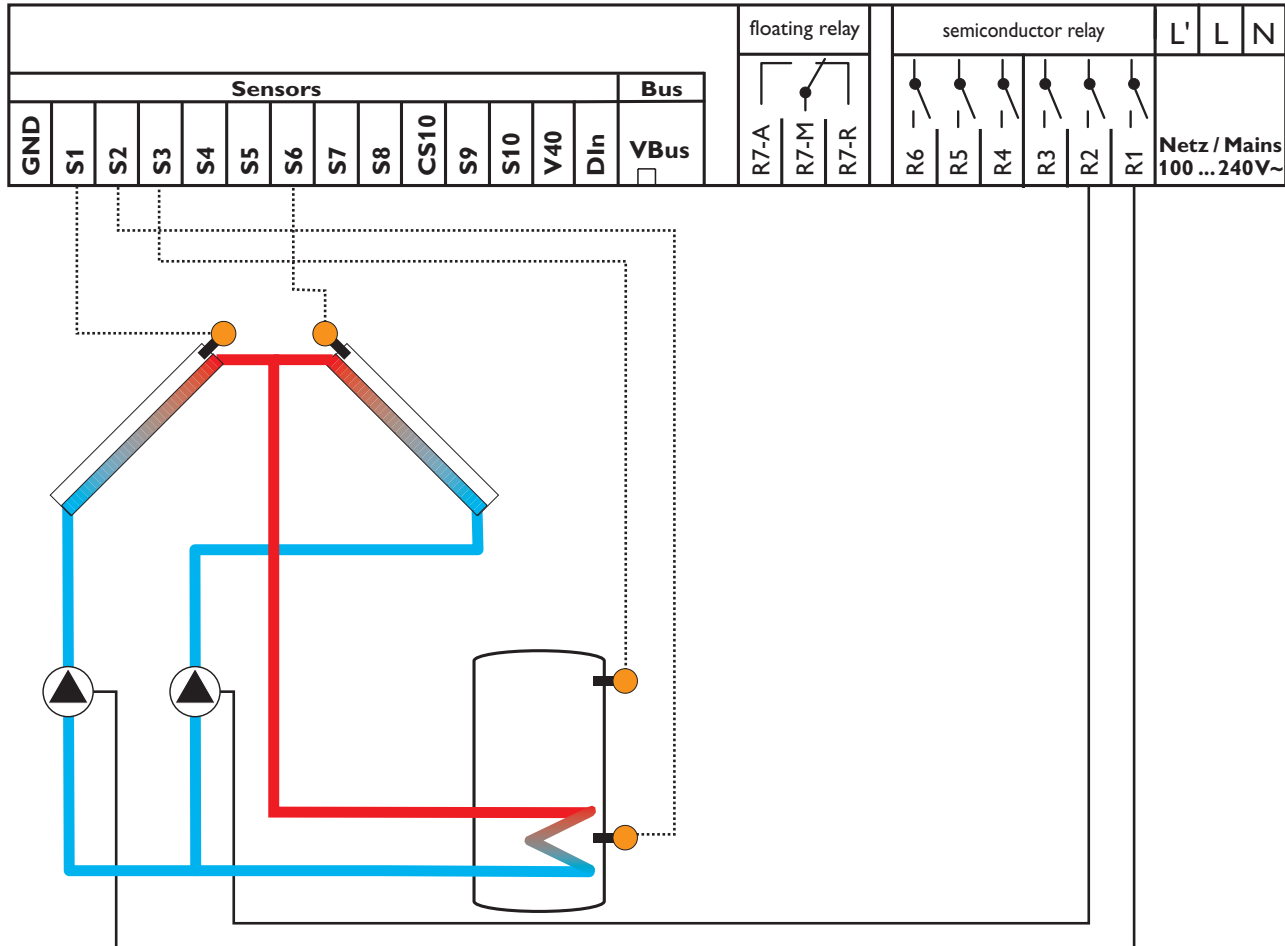 floating relay
semiconductor relay
L' L N
Sensors
Bus
GND
S1
S2
S3
S4
S5
S6
S7
S8
CS10
S9
S10
V40
DIn
VBus
R7-A
R7-M
R7-R
R6
R5
R4
R3
R2
R1
Netz / Mains
100 ... 240 V~